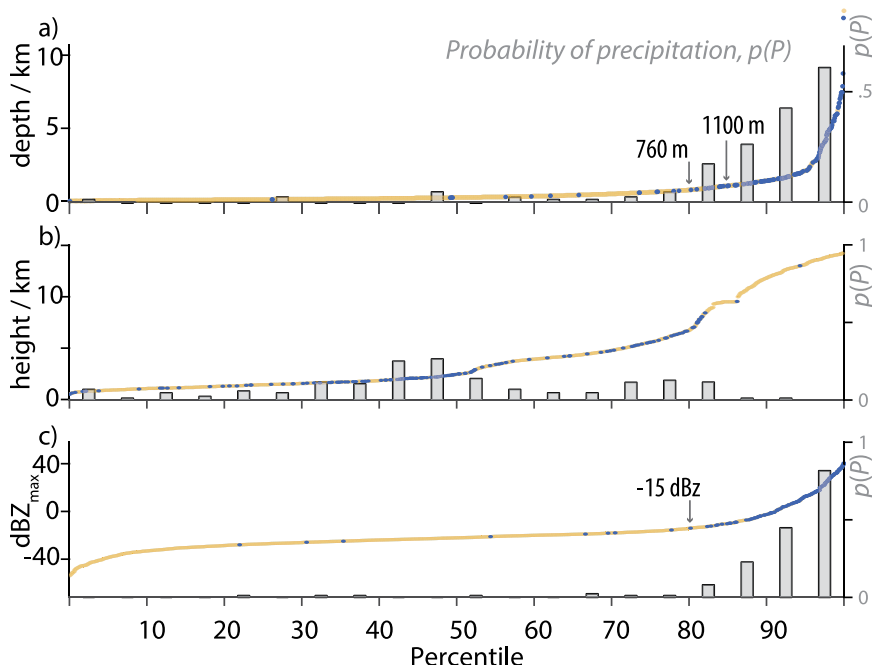 a)
Probability of precipitation, p(P)
p(P)
10
5
0
depth / km
.5
0
760 m
1100 m
b)
10
0
height / km
1
0
p(P)
c)
40
0
-40
dBZmax
-15 dBz
1
0
p(P)
10 20 30 40 50 60 70 80 90
Percentile